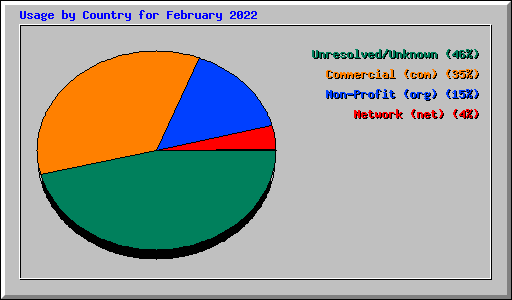 Usage by Country for February 2022
Unresolved/Unknown (46%)
Commercial (com) (35%)
Non-Profit (org) (15%)
Network (net) (4%)